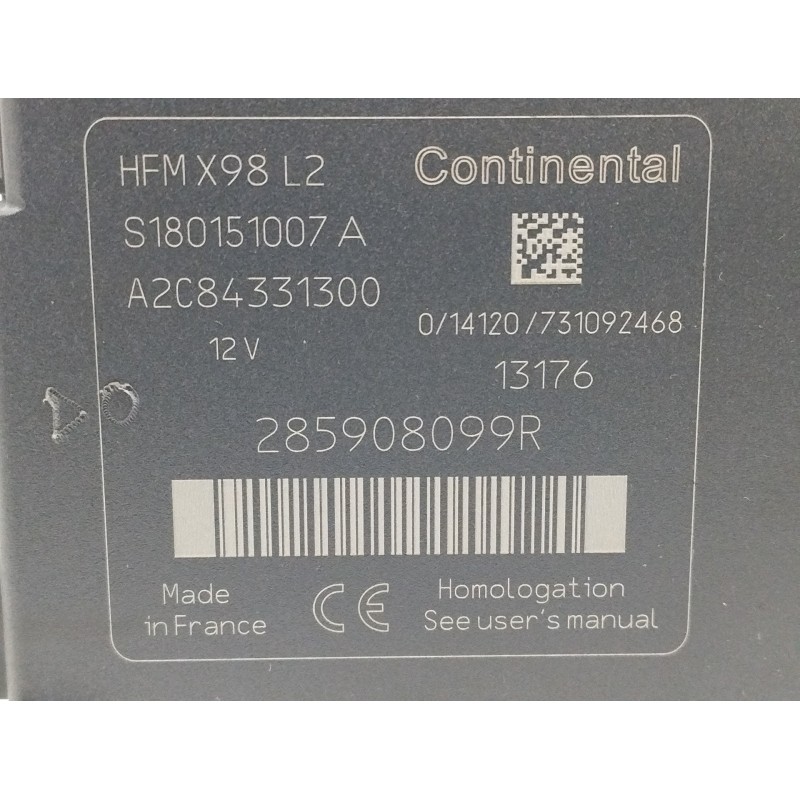 HFM X98 L2
Continental
S180151007 A
A2C84331300
0/14120/731092468
12 V
13176
285908099R
Made
in France
CE
Homologation
See user's manual